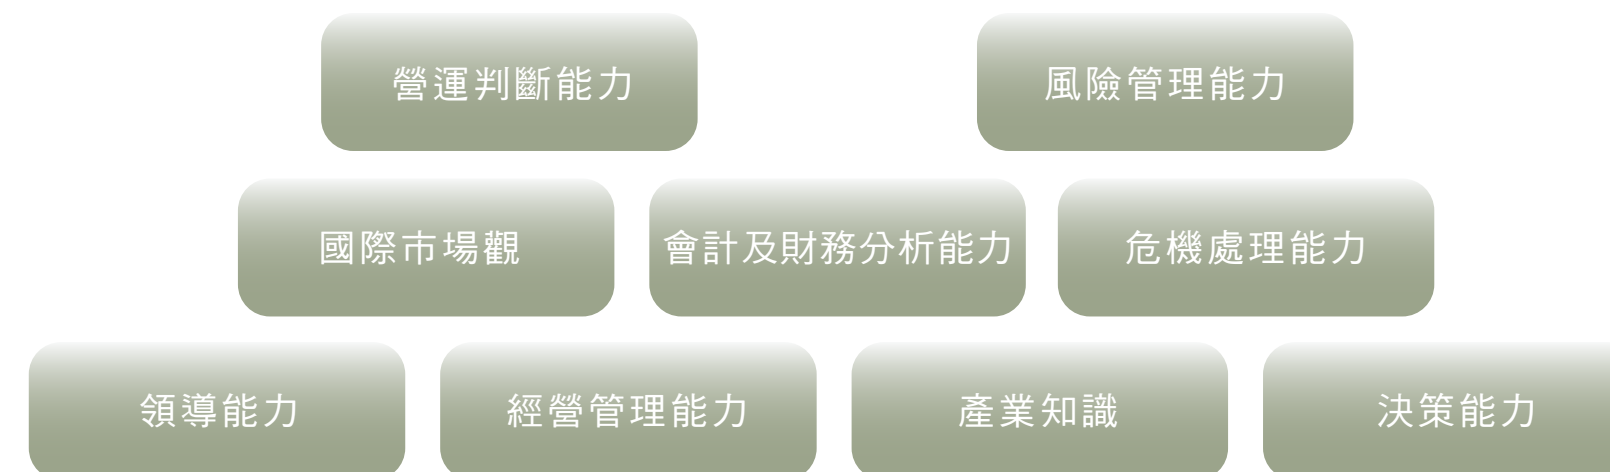 營運判斷能力
風險管理能力
國際市場觀
會計及財務分析能力
危機處理能力
領導能力
經營管理能力
產業知識
決策能力